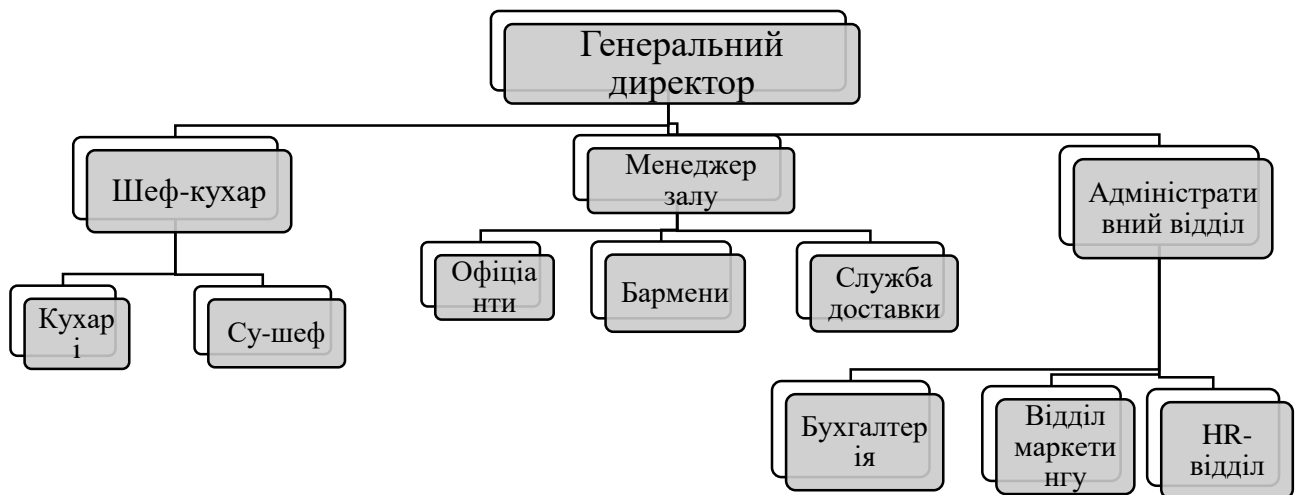 Генеральний
директор
Шеф-кухар
Менеджер
залу
Адміністрати
вний відділ
Кухар
і
Су-шеф
Офіціа
нти
Бармени
Служба
доставки
Бухгалтер
ія
Відділ
маркети
нгу
HR-
відділ